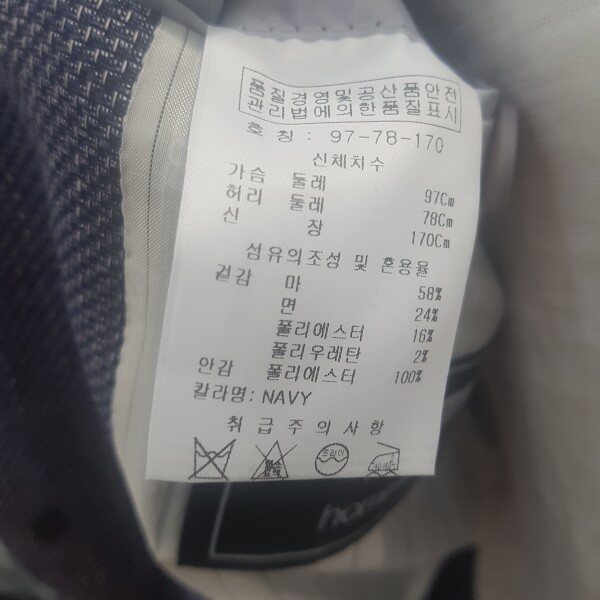 품질경영및공산품안전
관리법에의한품질표시
호 칭 : 97-78-170
신체치수
가슴 둘레 97Cm
허리 둘레 78Cm
신 장 170Cm
섬유의조성 및 혼용율
겉감 마 58%
면 24%
폴리에스터 16%
폴리우레탄 2%
안감 폴리에스터 100%
칼라명: NAVY
취 급 주 의 사 항
드라이